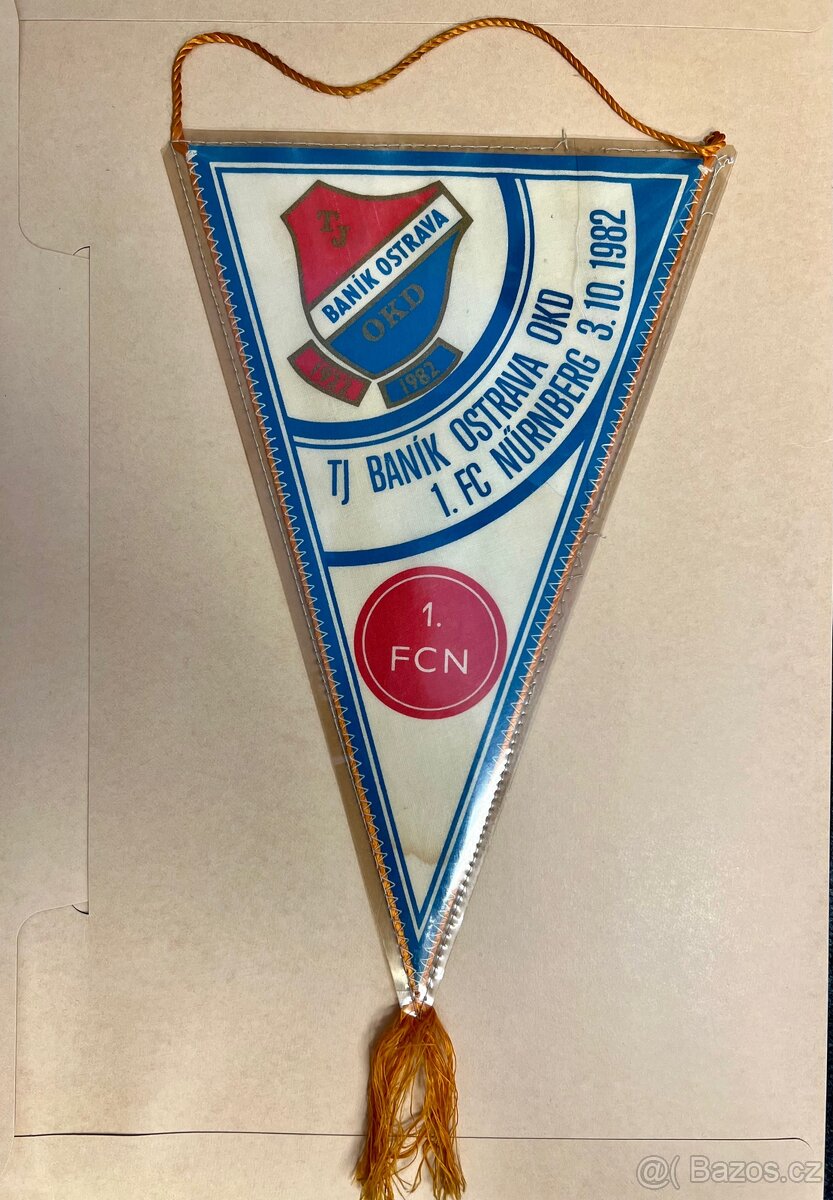 TJ
BANÍK OSTRAVA
OKD
1922
1982
TJ BANÍK OSTRAVA OKD
1. FC NŰRNBERG 3.10.1982
1.
FCN
@( Bazos.cz